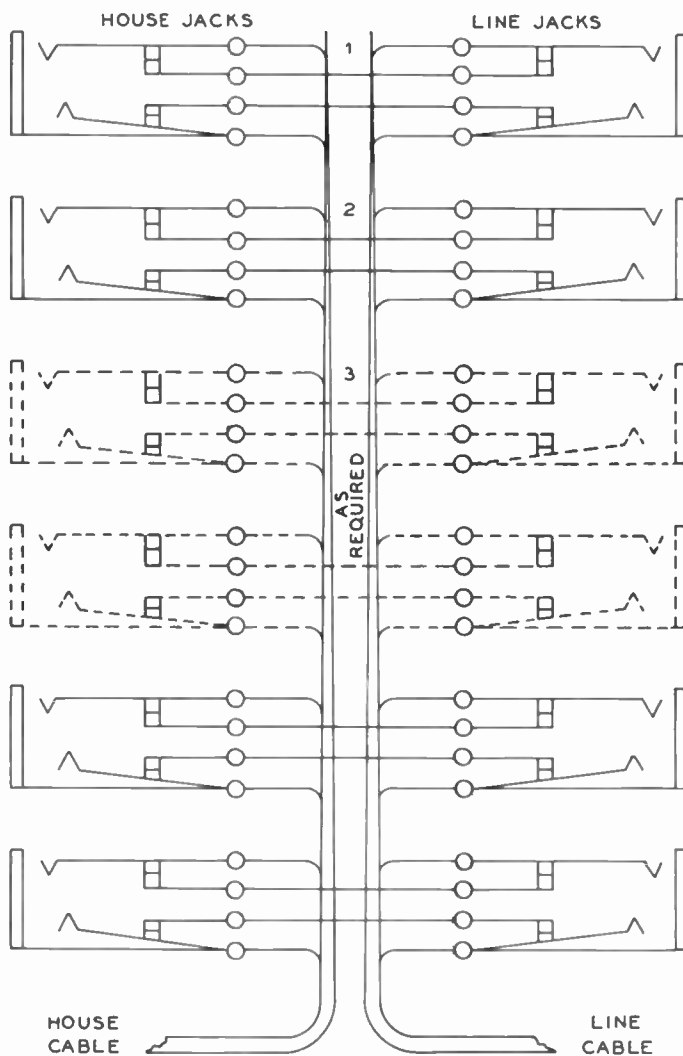 HOUSE JACKS
LINE JACKS
1
2
3
AS
REQUIRED
HOUSE
CABLE
LINE
CABLE